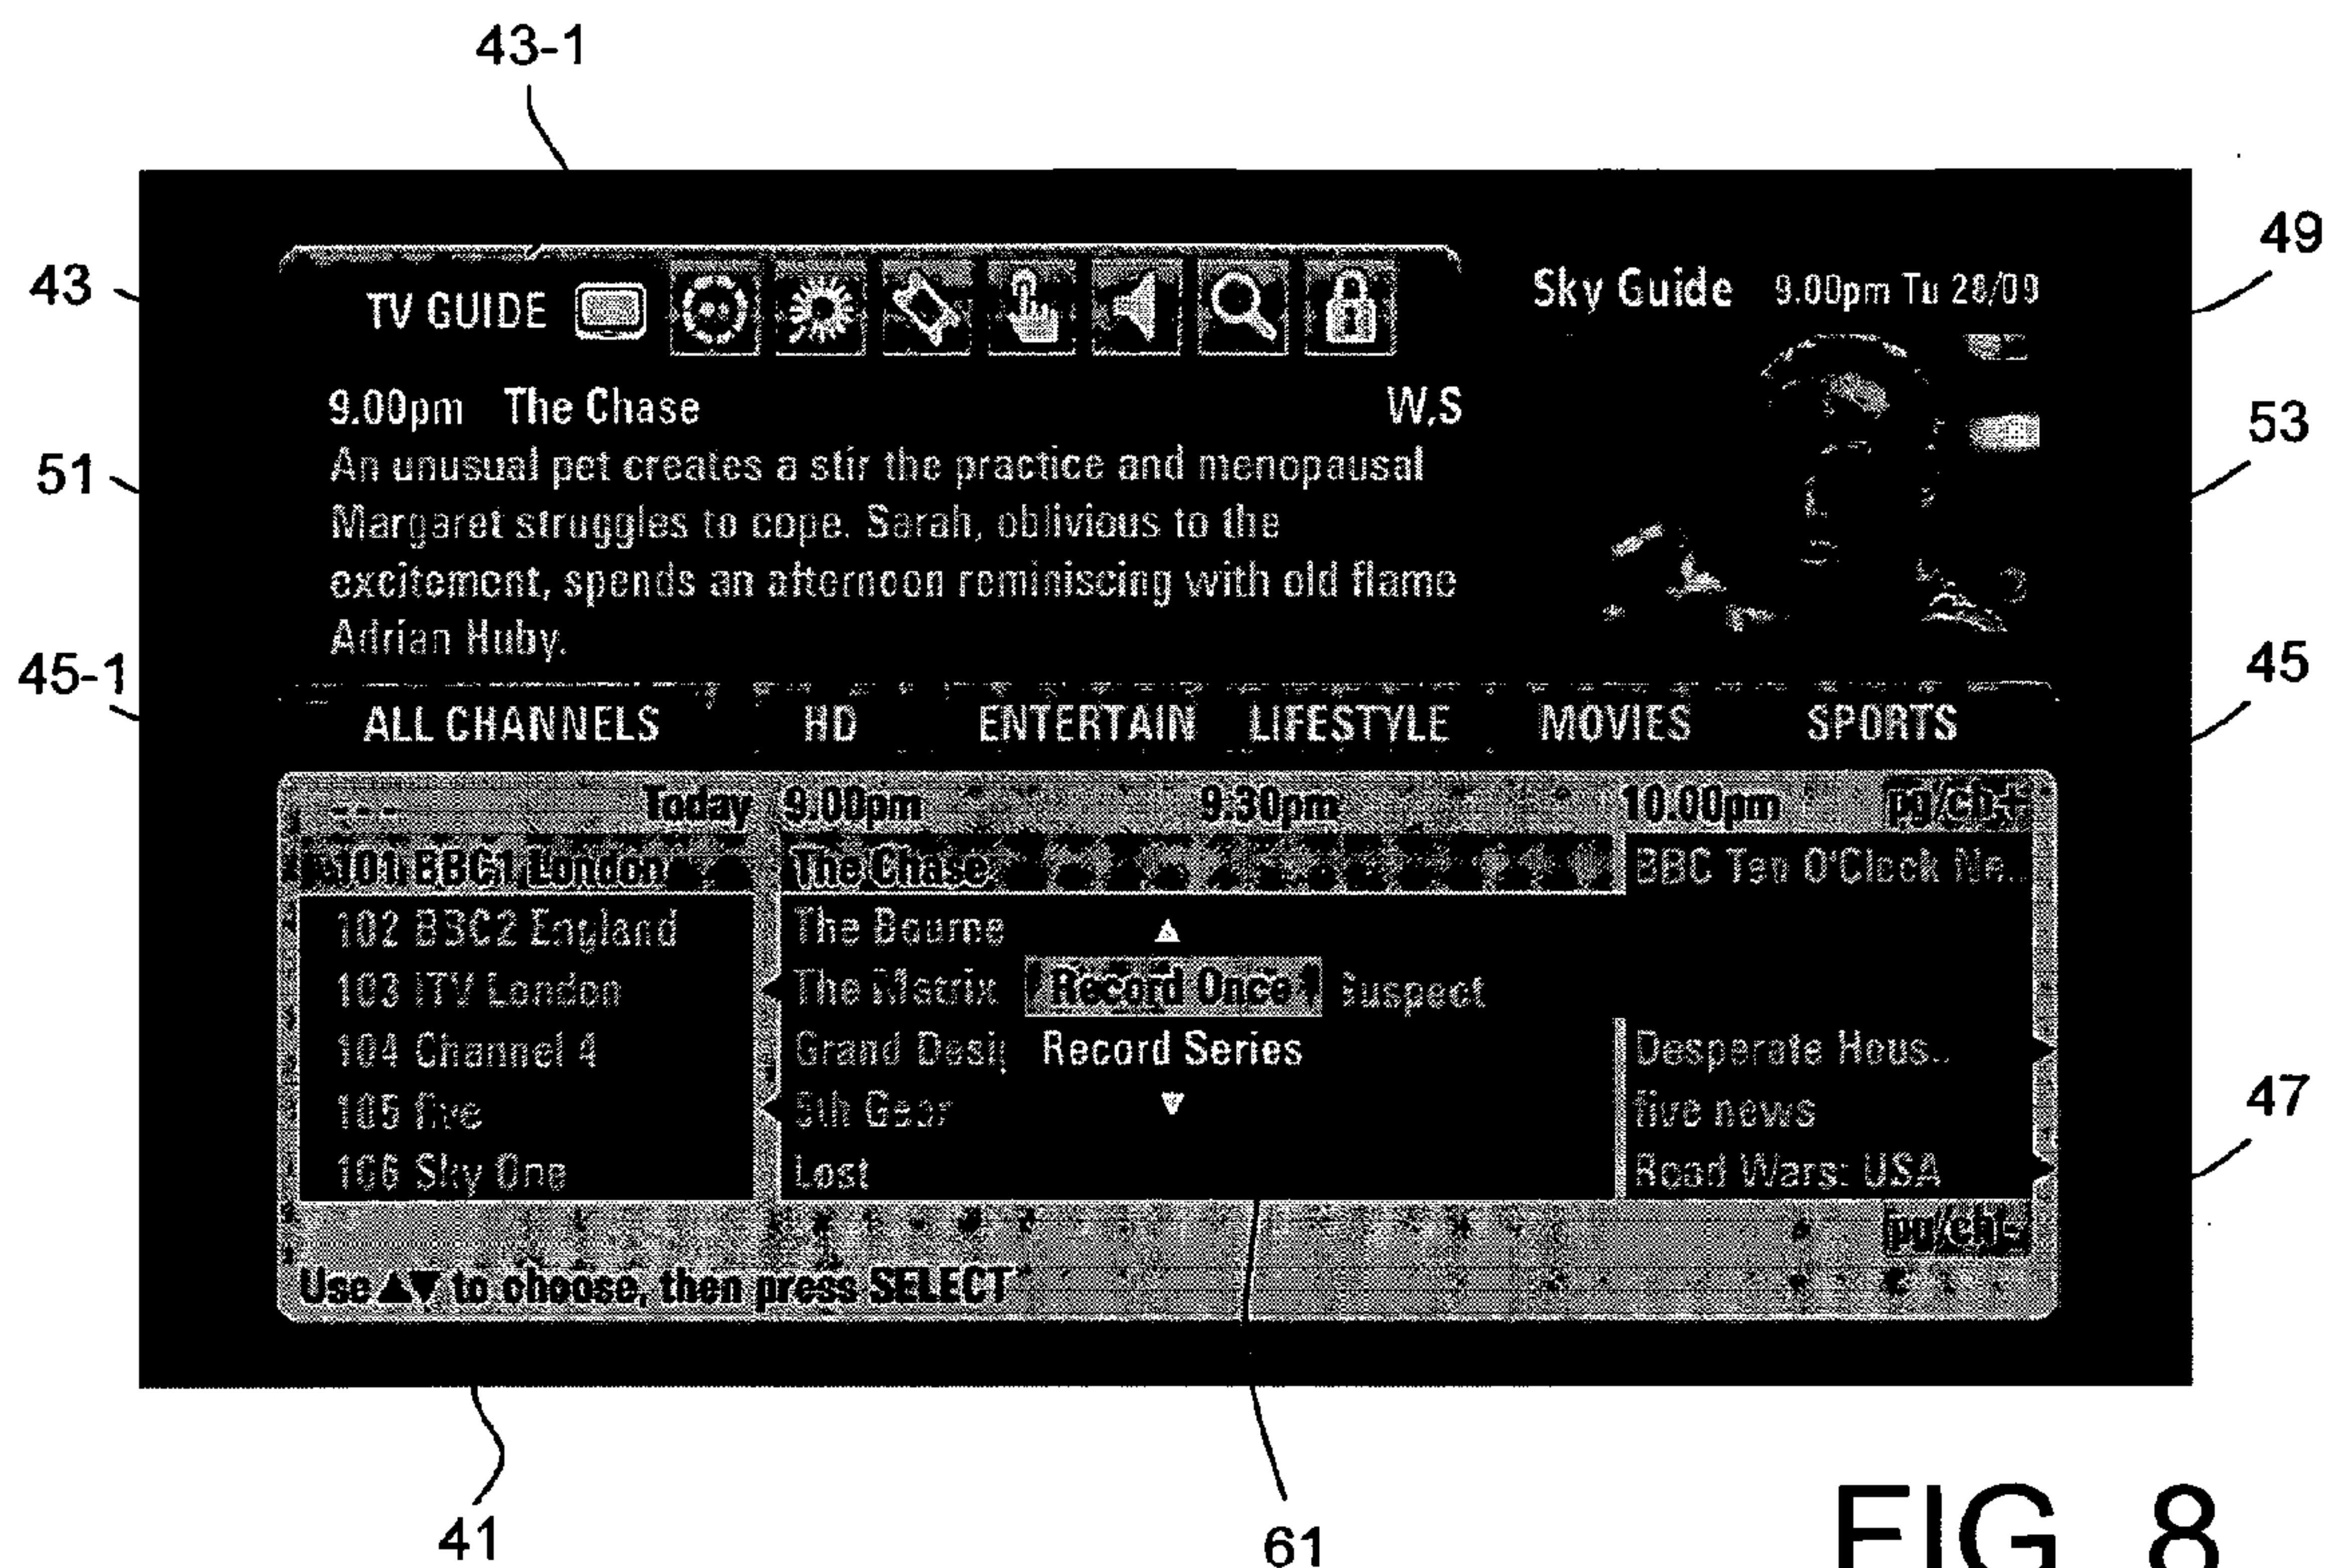 43-1
43
49
TV GUIDE
Sky Guide 9.00pm Tu 28/09
9.00pm The Chase W,S
53
51
An unusual pet creates a stir the practice and menopausal
Margaret struggles to cope. Sarah, oblivious to the
excitement, spends an afternoon reminiscing with old flame
Adrian Huby.
45-1
45
ALL CHANNELS HD ENTERTAIN LIFESTYLE MOVIES SPORTS
--- Today 9.00pm 9.30pm 10.00pm pg/ch+
101 BBC1 London The Chase BBC Ten O'Clock Ne..
102 BBC2 England The Bourne ▲
103 ITV London The Matrix Record Once Suspect
104 Channel 4 Grand Desi Record Series Desperate Hous..
105 five 5th Gear ▼ five news
47
106 Sky One Lost Road Wars: USA
pg/ch-
Use ▲▼ to choose, then press SELECT
41
61
FIG. 8